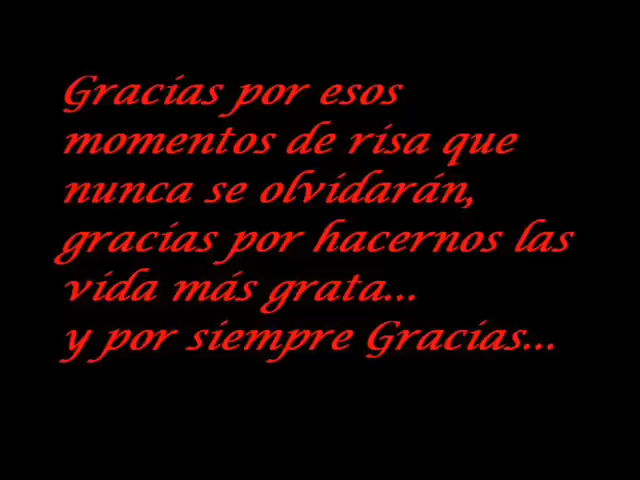 Gracias por esos
momentos de risa que
nunca se olvidarán,
gracias por hacernos las
vida más grata...
y por siempre Gracias...